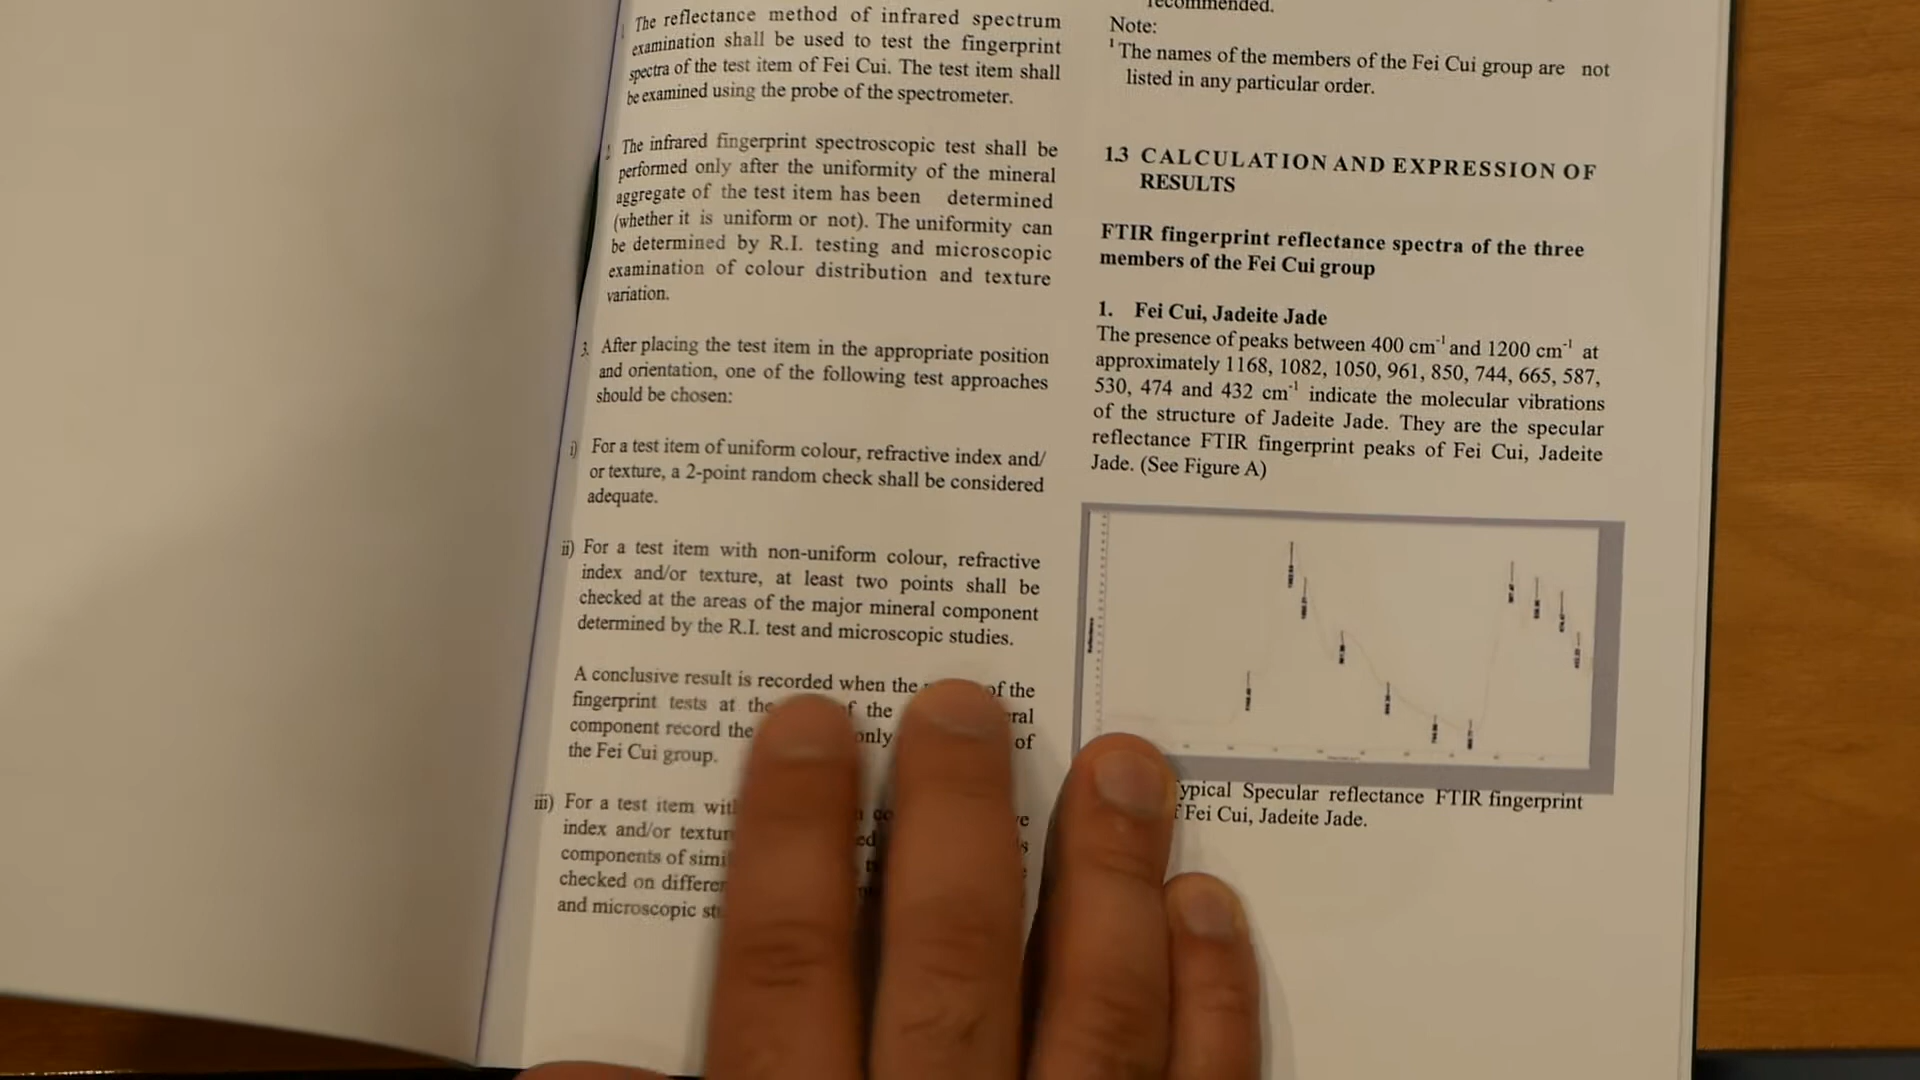 The reflectance method of infrared spectrum
examination shall be used to test the fingerprint
spectra of the test item of Fei Cui. The test item shall
be examined using the probe of the spectrometer.
The infrared fingerprint spectroscopic test shall be
performed only after the uniformity of the mineral
aggregate of the test item has been determined
(whether it is uniform or not). The uniformity can
be determined by R.I. testing and microscopic
examination of colour distribution and texture
variation.
3. After placing the test item in the appropriate position
and orientation, one of the following test approaches
should be chosen:
i) For a test item of uniform colour, refractive index and/
or texture, a 2-point random check shall be considered
adequate.
ii) For a test item with non-uniform colour, refractive
index and/or texture, at least two points shall be
checked at the areas of the major mineral component
determined by the R.I. test and microscopic studies.
A conclusive result is recorded when the of the
fingerprint tests at the of the
component record the only of
the Fei Cui group.
iii) For a test item
index and/or
components of
checked on
and microscopic
recommended.
Note:
1 The names of the members of the Fei Cui group are not
listed in any particular order.
1.3 CALCULATION AND EXPRESSION OF
RESULTS
FTIR fingerprint reflectance spectra of the three
members of the Fei Cui group
1. Fei Cui, Jadeite Jade
The presence of peaks between 400 cm-1 and 1200 cm-1 at
approximately 1168, 1082, 1050, 961, 850, 744, 665, 587,
530, 474 and 432 cm-1 indicate the molecular vibrations
of the structure of Jadeite Jade. They are the specular
reflectance FTIR fingerprint peaks of Fei Cui, Jadeite
Jade. (See Figure A)
Specular reflectance FTIR fingerprint
Fei Cui, Jadeite Jade.